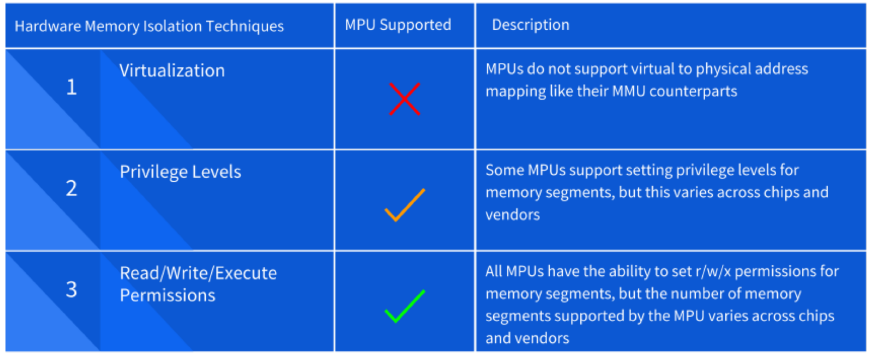 Hardware Memory Isolation Techniques
MPU Supported
Description
1
Virtualization
MPUs do not support virtual to physical address
mapping like their MMU counterparts
2
Privilege Levels
Some MPUs support setting privilege levels for
memory segments, but this varies across chips and
vendors
3
Read/Write/Execute
Permissions
All MPUs have the ability to set r/w/x permissions for
memory segments, but the number of memory
segments supported by the MPU varies across chips
and vendors